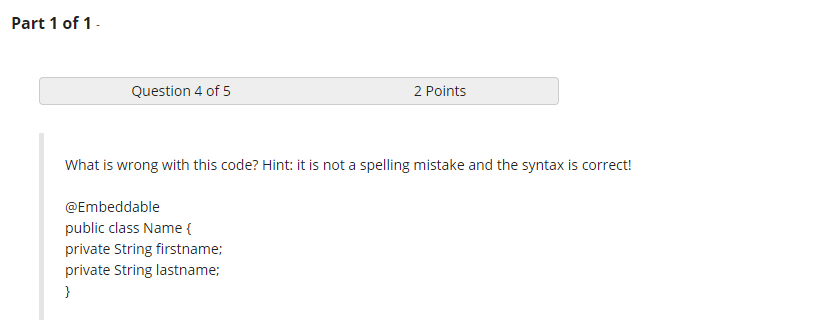 Part 1 of 1 -
Question 4 of 5 2 Points
What is wrong with this code? Hint: it is not a spelling mistake and the syntax is correct!
@Embeddable
public class Name {
private String firstname;
private String lastname;
}